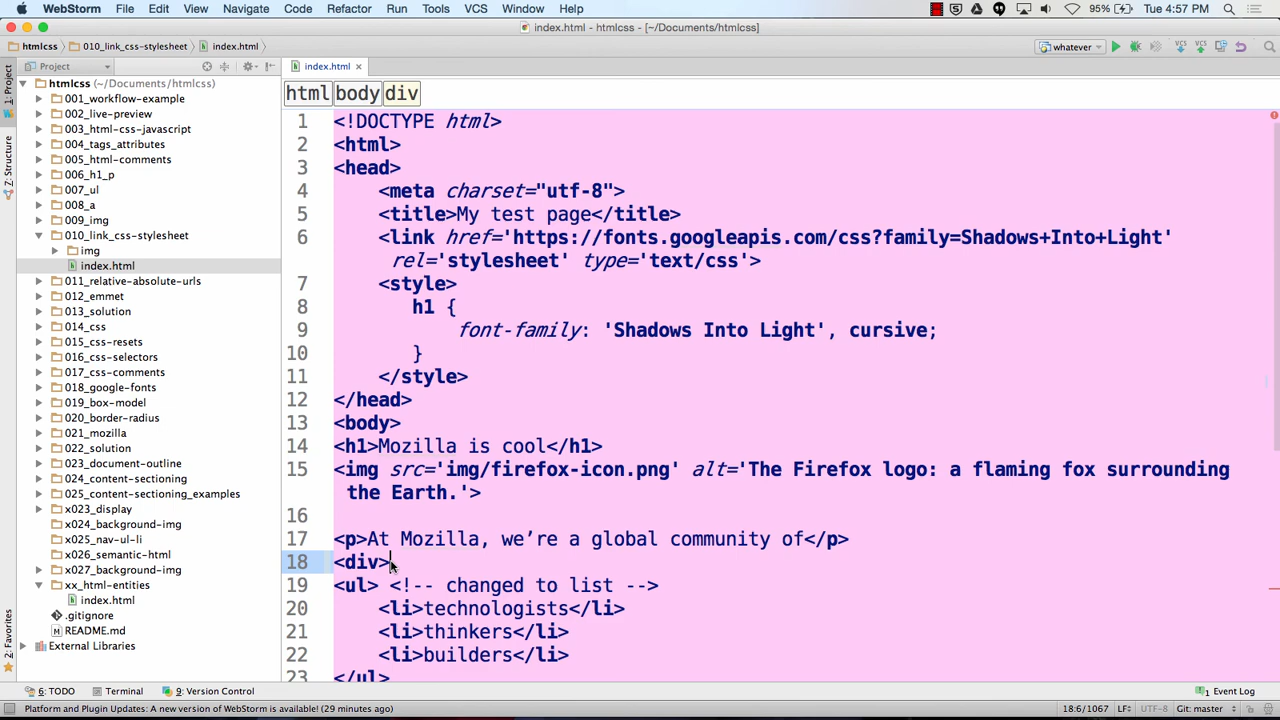 WebStorm File Edit View Navigate Code Refactor Run Tools VCS Window Help 95% Tue 4:57 PM
index.html - htmlcss - [~/Documents/htmlcss]
htmlcss 010_link_css-stylesheet index.html whatever VCS VCS
Project index.html ×
1: Project
Z: Structure
2: Favorites
htmlcss (~/Documents/htmlcss)
001_workflow-example
002_live-preview
003_html-css-javascript
004_tags_attributes
005_html-comments
006_h1_p
007_ul
008_a
009_img
010_link_css-stylesheet
img
index.html
011_relative-absolute-urls
012_emmet
013_solution
014_css
015_css-resets
016_css-selectors
017_css-comments
018_google-fonts
019_box-model
020_border-radius
021_mozilla
022_solution
023_document-outline
024_content-sectioning
025_content-sectioning_examples
x023_display
x024_background-img
x025_nav-ul-li
x026_semantic-html
x027_background-img
xx_html-entities
index.html
.gitignore
README.md
External Libraries
html body div
1 <!DOCTYPE html>
2 <html>
3 <head>
4 <meta charset="utf-8">
5 <title>My test page</title>
6 <link href='https://fonts.googleapis.com/css?family=Shadows+Into+Light'
rel='stylesheet' type='text/css'>
7 <style>
8 h1 {
9 font-family: 'Shadows Into Light', cursive;
10 }
11 </style>
12 </head>
13 <body>
14 <h1>Mozilla is cool</h1>
15 <img src='img/firefox-icon.png' alt='The Firefox logo: a flaming fox surrounding
the Earth.'>
16
17 <p>At Mozilla, we’re a global community of</p>
18 <div>
19 <ul> <!-- changed to list -->
20 <li>technologists</li>
21 <li>thinkers</li>
22 <li>builders</li>
23 </ul>
6: TODO Terminal 9: Version Control 1 Event Log
Platform and Plugin Updates: A new version of WebStorm is available! (29 minutes ago) 18:6/1067 LF UTF-8 Git: master